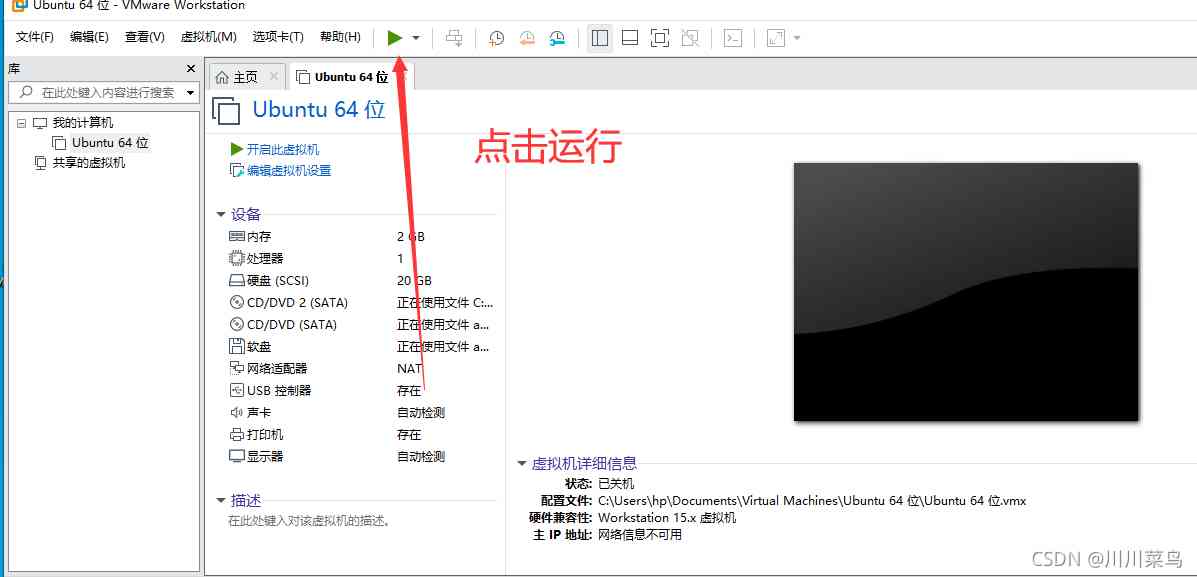 Ubuntu 64 位 - VMware Workstation
文件(F) 编辑(E) 查看(V) 虚拟机(M) 选项卡(T) 帮助(H)
库
在此处键入内容进行搜索
我的计算机
Ubuntu 64 位
共享的虚拟机
主页
Ubuntu 64 位
Ubuntu 64 位
点击运行
开启此虚拟机
编辑虚拟机设置
设备
内存 2 GB
处理器 1
硬盘 (SCSI) 20 GB
CD/DVD 2 (SATA) 正在使用文件 C:...
CD/DVD (SATA) 正在使用文件 a...
软盘 正在使用文件 a...
网络适配器 NAT
USB 控制器 存在
声卡 自动检测
打印机 存在
显示器 自动检测
描述
在此处键入对该虚拟机的描述。
虚拟机详细信息
状态: 已关机
配置文件: C:\Users\hp\Documents\Virtual Machines\Ubuntu 64 位\Ubuntu 64 位.vmx
硬件兼容性: Workstation 15.x 虚拟机
主 IP 地址: 网络信息不可用
CSDN @川川菜鸟